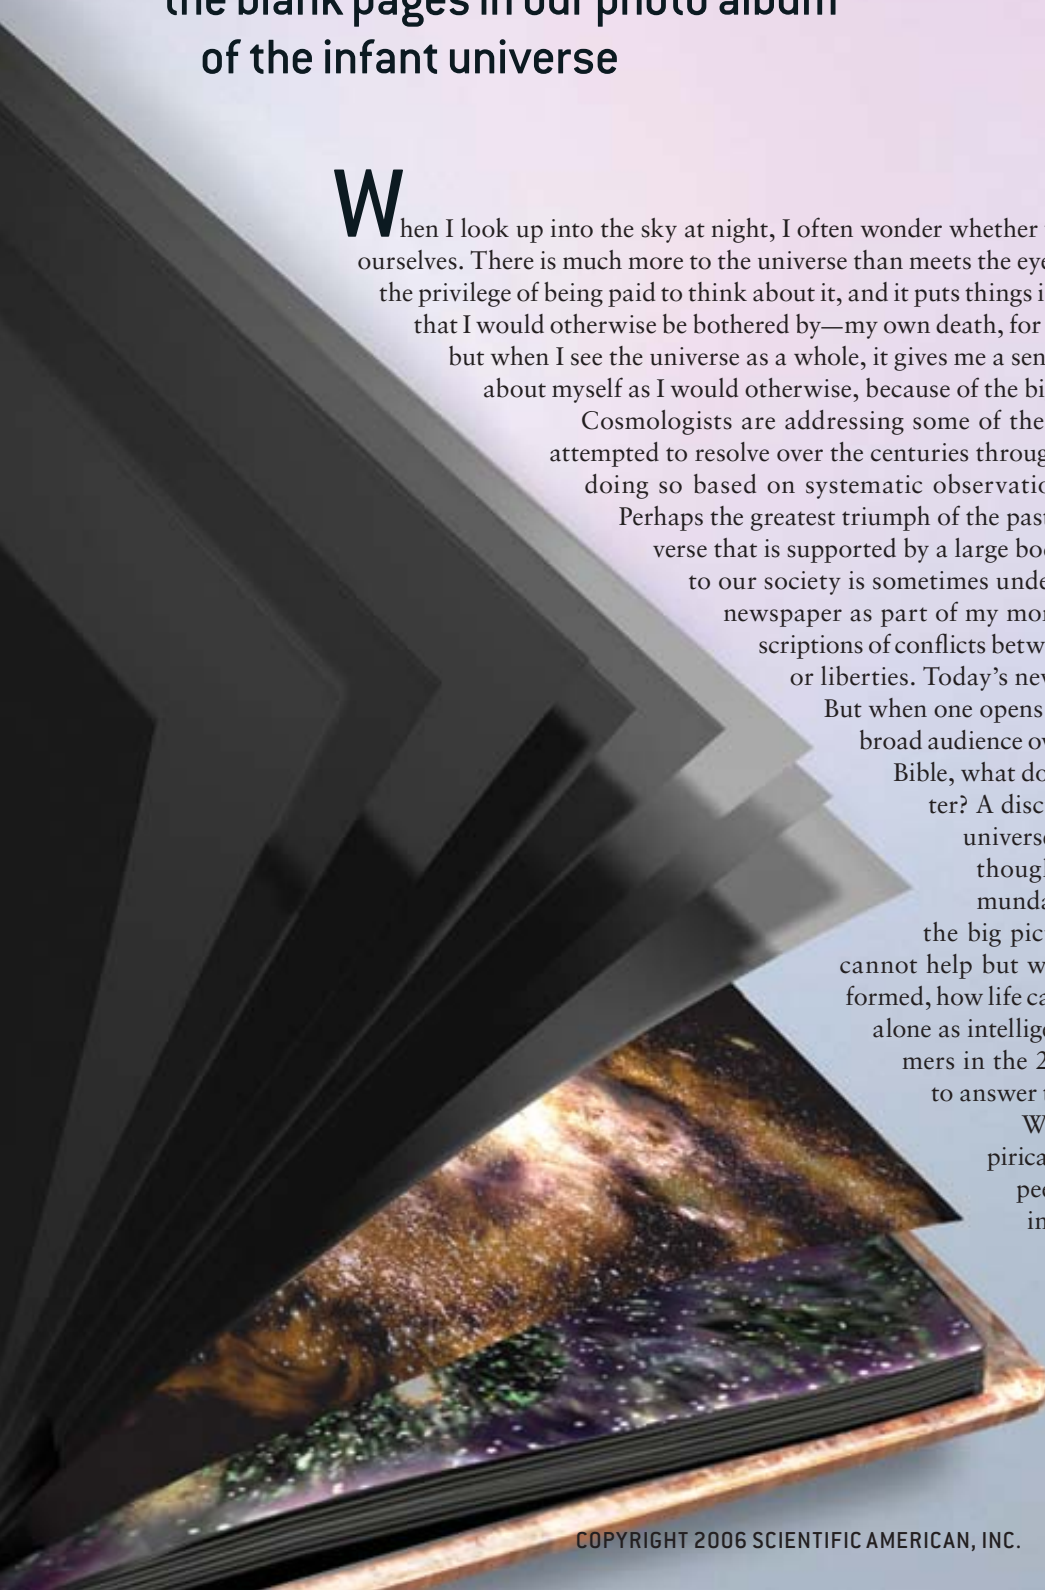 the blank pages in our photo album
of the infant universe
When I look up into the sky at night, I often wonder whether
ourselves. There is much more to the universe than meets the eye
the privilege of being paid to think about it, and it puts things i
that I would otherwise be bothered by—my own death, for
but when I see the universe as a whole, it gives me a sen
about myself as I would otherwise, because of the bi
Cosmologists are addressing some of the
attempted to resolve over the centuries throug
doing so based on systematic observatio
Perhaps the greatest triumph of the past
verse that is supported by a large bo
to our society is sometimes unde
newspaper as part of my mor
scriptions of conflicts betw
or liberties. Today’s new
But when one opens
broad audience ov
Bible, what do
ter? A disc
universe
though
munda
the big pic
cannot help but w
formed, how life ca
alone as intellige
mers in the 2
to answer t
W
pirica
pe
in
COPYRIGHT 2006 SCIENTIFIC AMERICAN, INC.